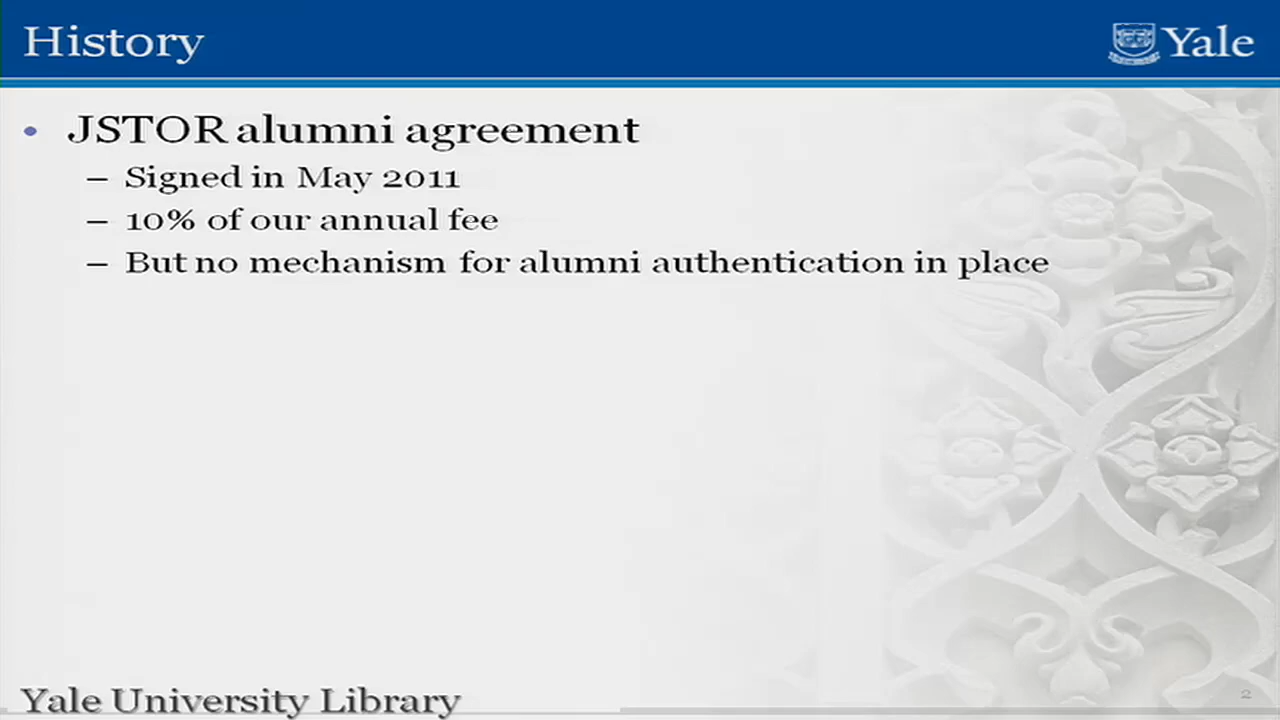 History
Yale
• JSTOR alumni agreement
– Signed in May 2011
– 10% of our annual fee
– But no mechanism for alumni authentication in place
Yale University Library
2